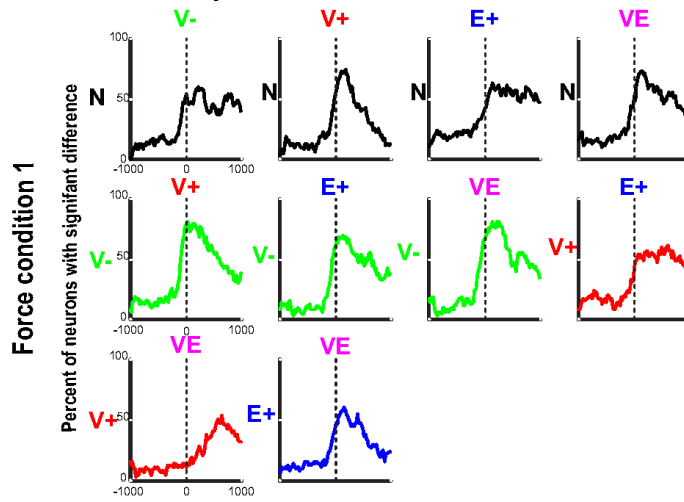 V- V+ E+ VE
Force condition 1
Percent of neurons with signifant difference
100
50
0
-1000 0 1000
N N N N
V+ E+ VE E+
100
50
0
-1000 0 1000
V- V- V- V+
VE VE
100
50
0
-1000 0 1000
V+ E+